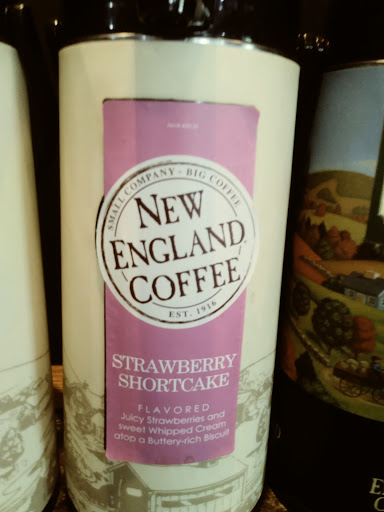 SMALL COMPANY - BIG COFFEE
NEW
ENGLAND
COFFEE
EST. 1916
STRAWBERRY
SHORTCAKE
FLAVORED
Juicy Strawberries and
sweet Whipped Cream
atop a Buttery-rich Biscuit